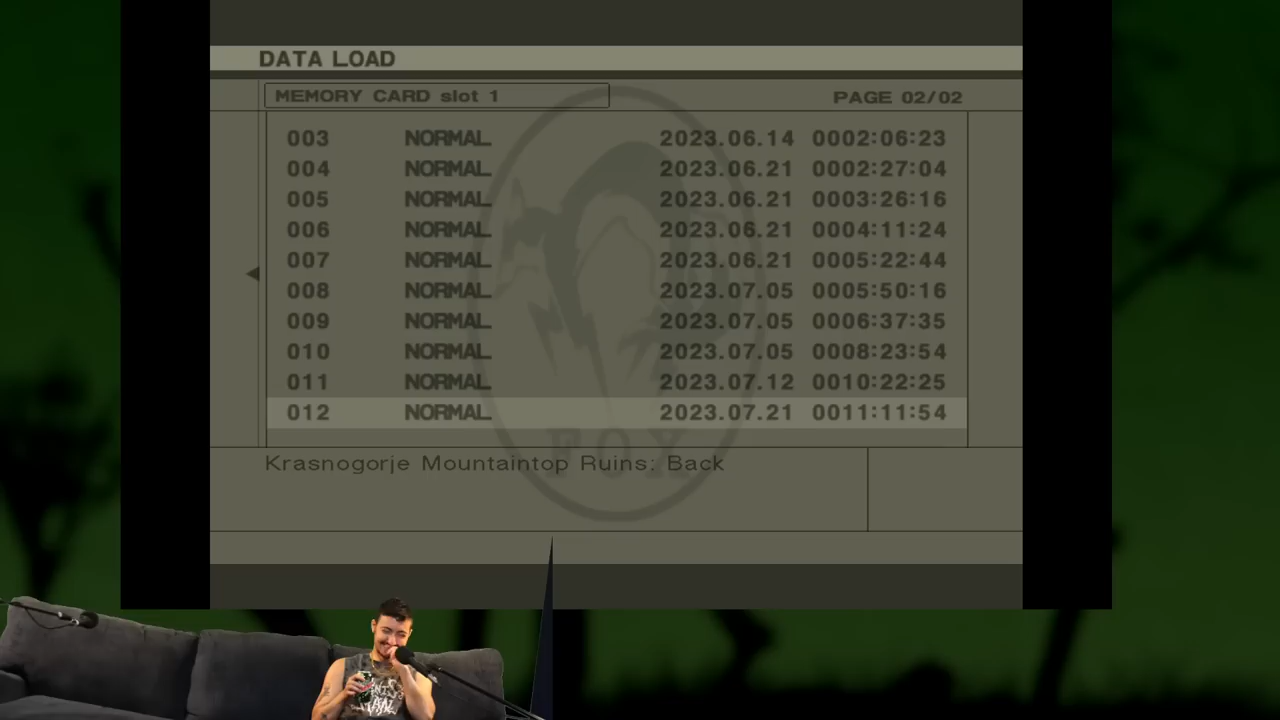 DATA LOAD
MEMORY CARD slot 1 PAGE 02/02
003 NORMAL 2023.06.14 0002:06:23
004 NORMAL 2023.06.21 0002:27:04
005 NORMAL 2023.06.21 0003:26:16
006 NORMAL 2023.06.21 0004:11:24
007 NORMAL 2023.06.21 0005:22:44
008 NORMAL 2023.07.05 0005:50:16
009 NORMAL 2023.07.05 0006:37:35
010 NORMAL 2023.07.05 0008:23:54
011 NORMAL 2023.07.12 0010:22:25
012 NORMAL 2023.07.21 0011:11:54
FOX
Krasnogorje Mountaintop Ruins: Back